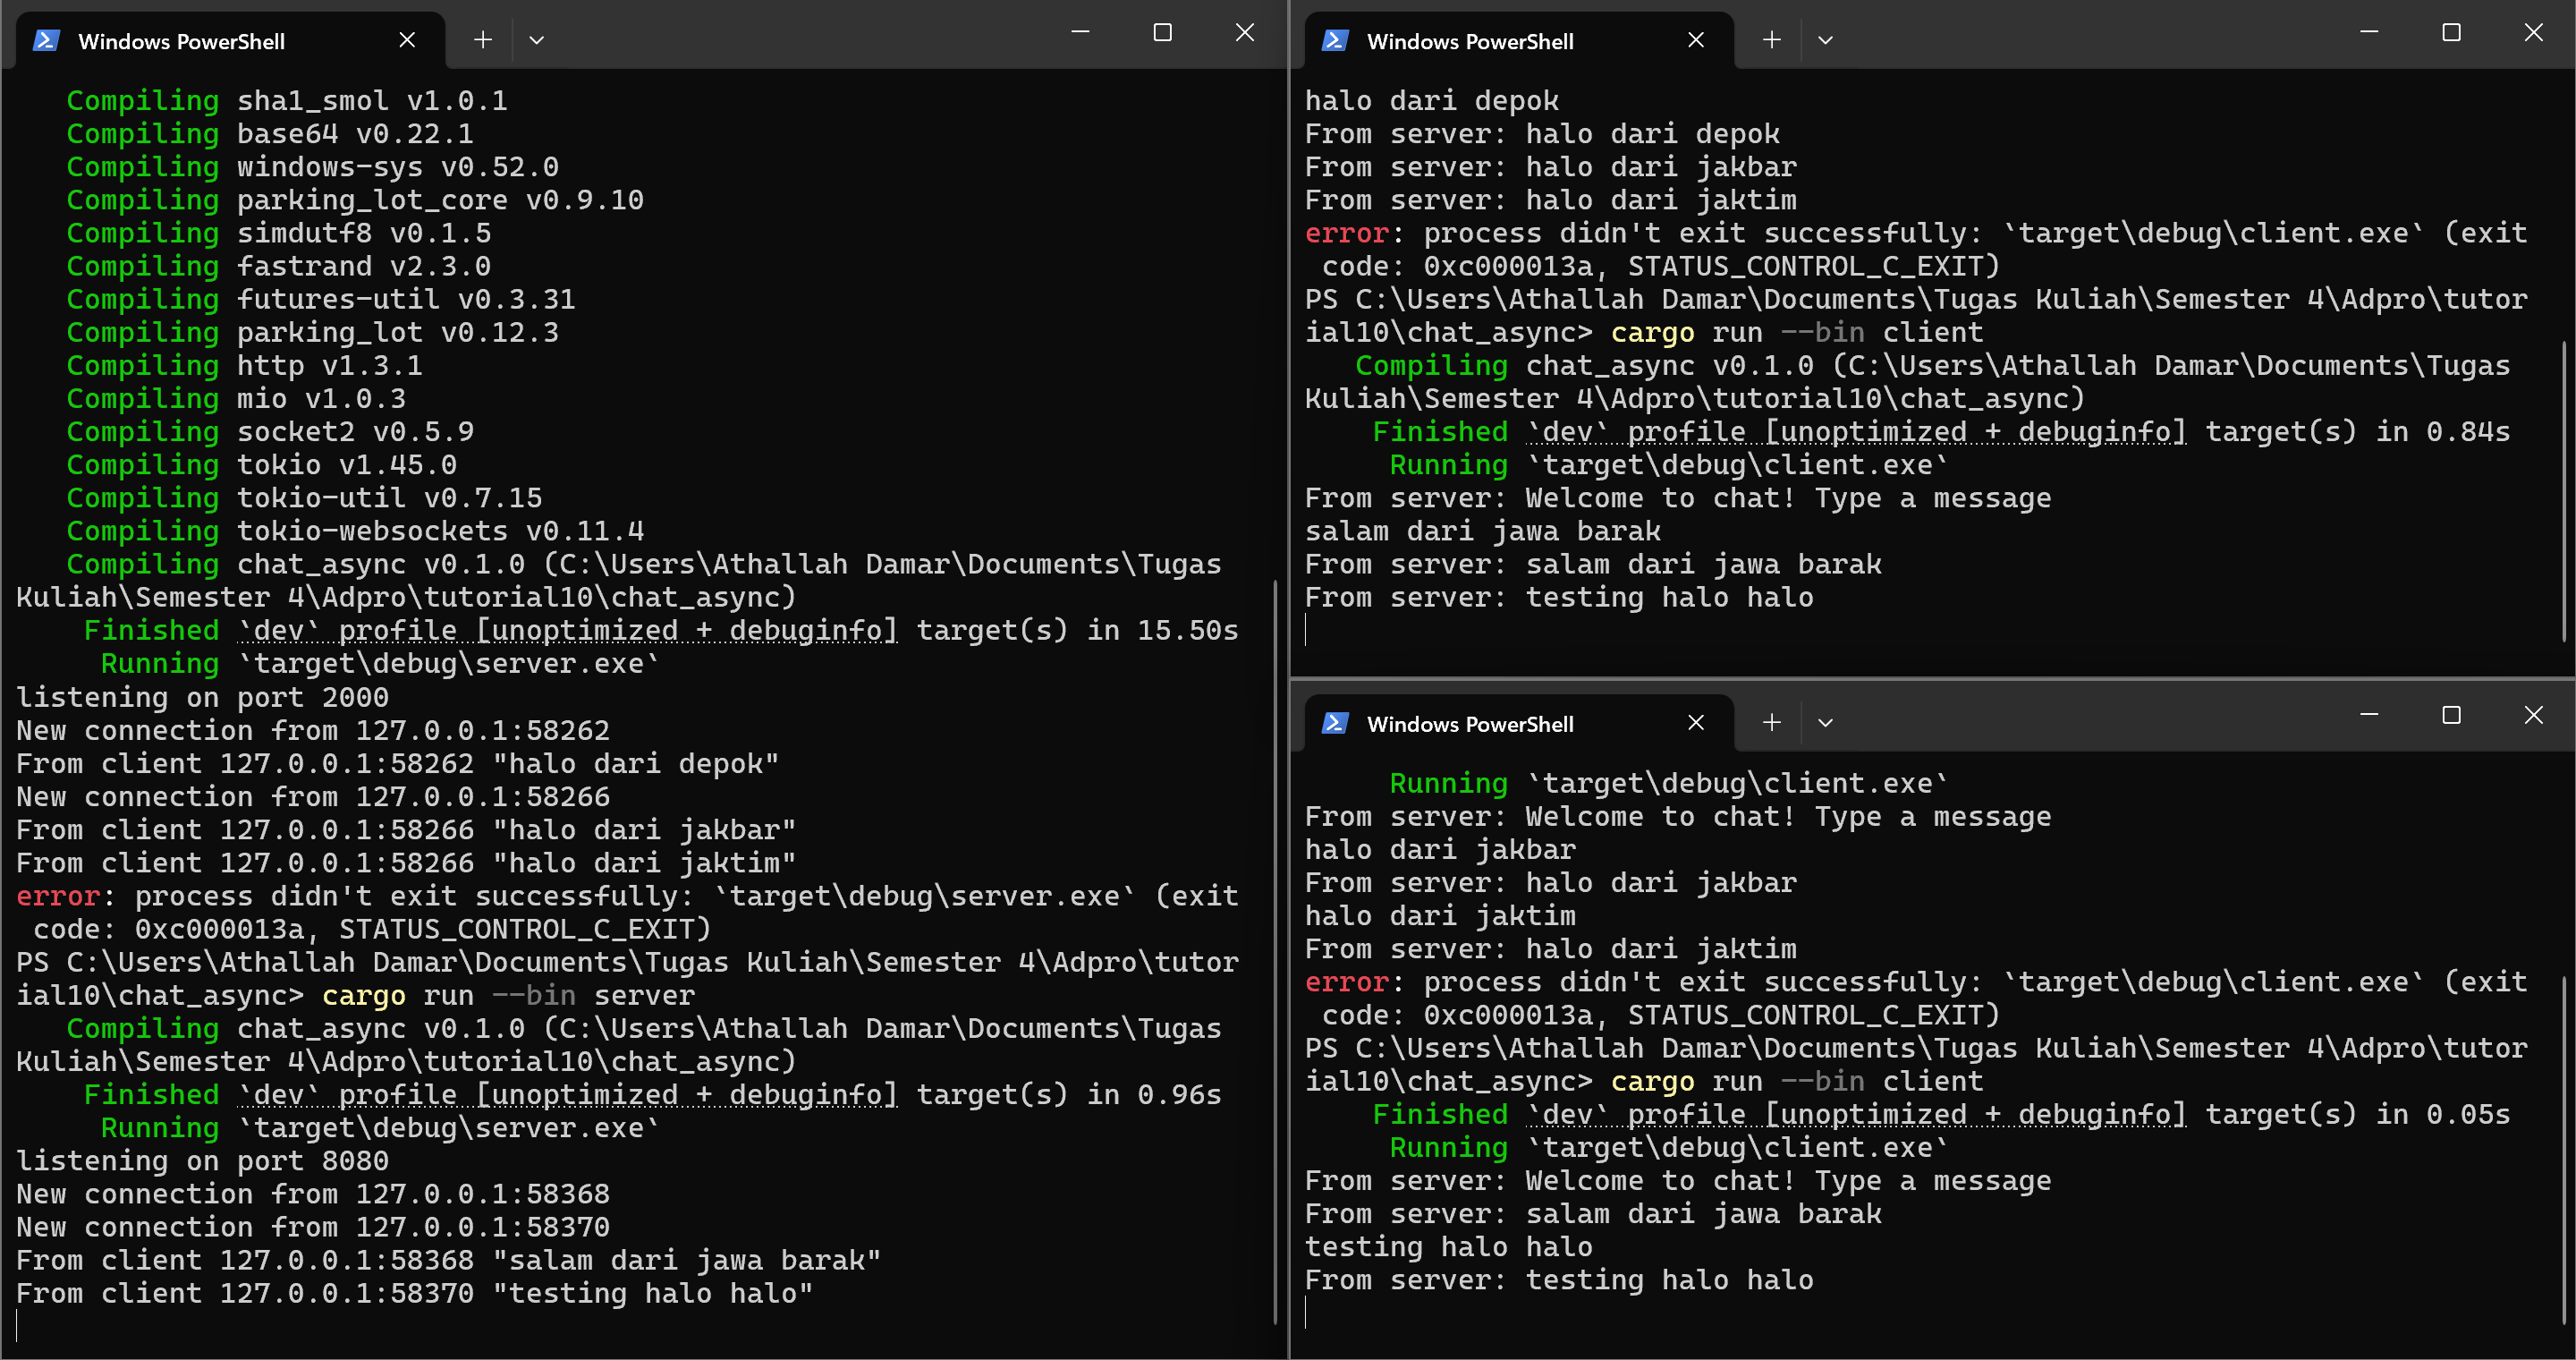 Windows PowerShell
Compiling sha1_smol v1.0.1
Compiling base64 v0.22.1
Compiling windows-sys v0.52.0
Compiling parking_lot_core v0.9.10
Compiling simdutf8 v0.1.5
Compiling fastrand v2.3.0
Compiling futures-util v0.3.31
Compiling parking_lot v0.12.3
Compiling http v1.3.1
Compiling mio v1.0.3
Compiling socket2 v0.5.9
Compiling tokio v1.45.0
Compiling tokio-util v0.7.15
Compiling tokio-websockets v0.11.4
Compiling chat_async v0.1.0 (C:\Users\Athallah Damar\Documents\Tugas
Kuliah\Semester 4\Adpro\tutorial10\chat_async)
Finished `dev` profile [unoptimized + debuginfo] target(s) in 15.50s
Running `target\debug\server.exe`
listening on port 2000
New connection from 127.0.0.1:58262
From client 127.0.0.1:58262 "halo dari depok"
New connection from 127.0.0.1:58266
From client 127.0.0.1:58266 "halo dari jakbar"
From client 127.0.0.1:58266 "halo dari jaktim"
error: process didn't exit successfully: `target\debug\server.exe` (exit
code: 0xc000013a, STATUS_CONTROL_C_EXIT)
PS C:\Users\Athallah Damar\Documents\Tugas Kuliah\Semester 4\Adpro\tutor
ial10\chat_async> cargo run --bin server
Compiling chat_async v0.1.0 (C:\Users\Athallah Damar\Documents\Tugas
Kuliah\Semester 4\Adpro\tutorial10\chat_async)
Finished `dev` profile [unoptimized + debuginfo] target(s) in 0.96s
Running `target\debug\server.exe`
listening on port 8080
New connection from 127.0.0.1:58368
New connection from 127.0.0.1:58370
From client 127.0.0.1:58368 "salam dari jawa barak"
From client 127.0.0.1:58370 "testing halo halo"
Windows PowerShell
halo dari depok
From server: halo dari depok
From server: halo dari jakbar
From server: halo dari jaktim
error: process didn't exit successfully: `target\debug\client.exe` (exit
code: 0xc000013a, STATUS_CONTROL_C_EXIT)
PS C:\Users\Athallah Damar\Documents\Tugas Kuliah\Semester 4\Adpro\tutor
ial10\chat_async> cargo run --bin client
Compiling chat_async v0.1.0 (C:\Users\Athallah Damar\Documents\Tugas
Kuliah\Semester 4\Adpro\tutorial10\chat_async)
Finished `dev` profile [unoptimized + debuginfo] target(s) in 0.84s
Running `target\debug\client.exe`
From server: Welcome to chat! Type a message
salam dari jawa barak
From server: salam dari jawa barak
From server: testing halo halo
Windows PowerShell
Running `target\debug\client.exe`
From server: Welcome to chat! Type a message
halo dari jakbar
From server: halo dari jakbar
halo dari jaktim
From server: halo dari jaktim
error: process didn't exit successfully: `target\debug\client.exe` (exit
code: 0xc000013a, STATUS_CONTROL_C_EXIT)
PS C:\Users\Athallah Damar\Documents\Tugas Kuliah\Semester 4\Adpro\tutor
ial10\chat_async> cargo run --bin client
Finished `dev` profile [unoptimized + debuginfo] target(s) in 0.05s
Running `target\debug\client.exe`
From server: Welcome to chat! Type a message
From server: salam dari jawa barak
testing halo halo
From server: testing halo halo